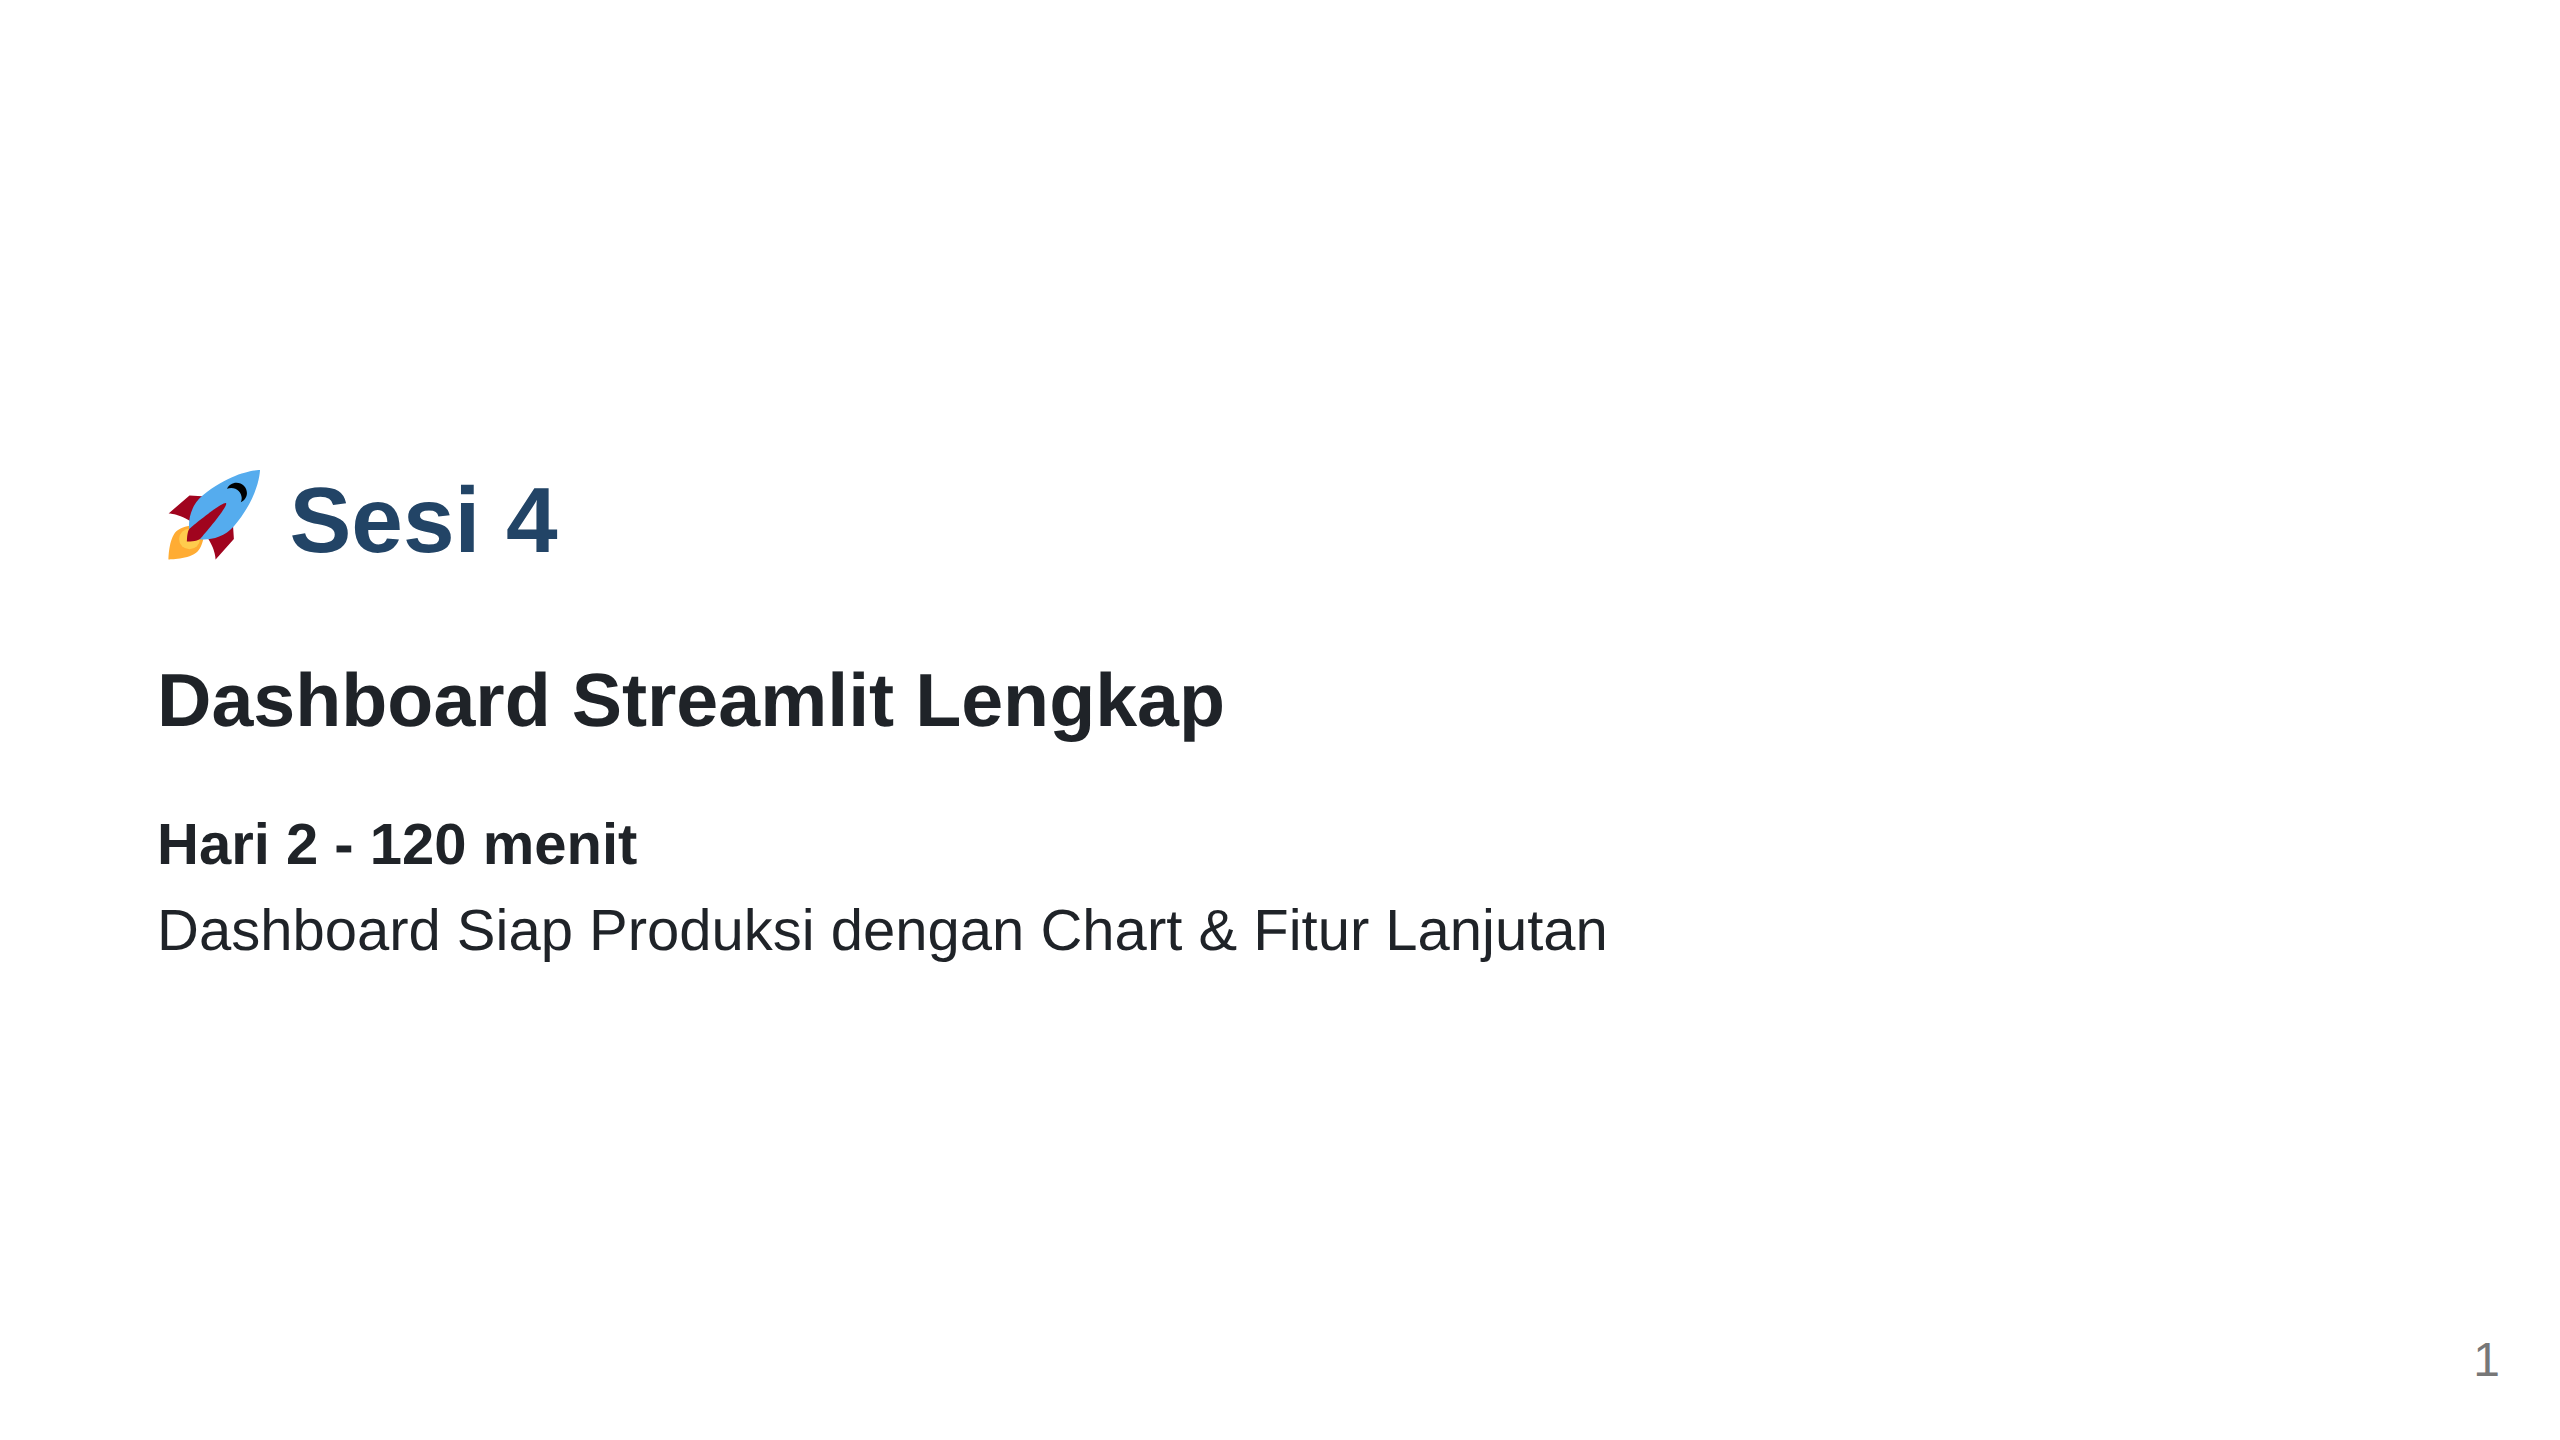 🚀 Sesi 4
Dashboard Streamlit Lengkap
Hari 2 - 120 menit
Dashboard Siap Produksi dengan Chart & Fitur Lanjutan
1